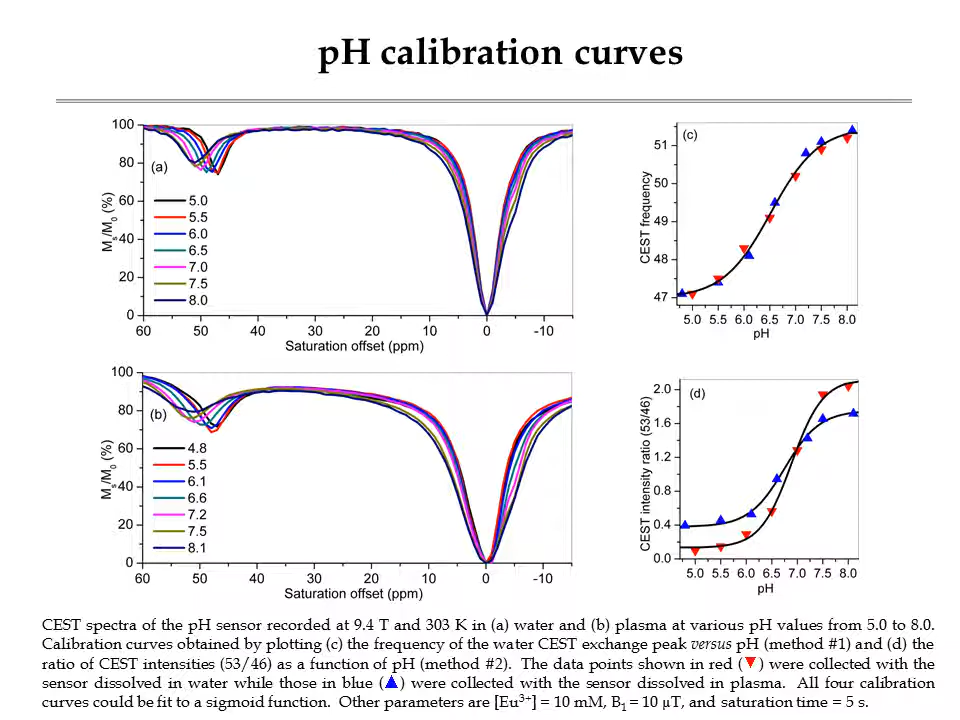 pH calibration curves
100
80
60
40
20
0
Mₛ/M₀ (%)
(a)
5.0
5.5
6.0
6.5
7.0
7.5
8.0
60 50 40 30 20 10 0 -10
Saturation offset (ppm)
(c)
51
50
49
48
47
CEST frequency
5.0 5.5 6.0 6.5 7.0 7.5 8.0
pH
100
80
60
40
20
0
Mₛ/M₀ (%)
(b)
4.8
5.5
6.1
6.6
7.2
7.5
8.1
60 50 40 30 20 10 0 -10
Saturation offset (ppm)
(d)
2.0
1.6
1.2
0.8
0.4
0.0
CEST intensity ratio (53/46)
5.0 5.5 6.0 6.5 7.0 7.5 8.0
pH
CEST spectra of the pH sensor recorded at 9.4 T and 303 K in (a) water and (b) plasma at various pH values from 5.0 to 8.0.
Calibration curves obtained by plotting (c) the frequency of the water CEST exchange peak versus pH (method #1) and (d) the
ratio of CEST intensities (53/46) as a function of pH (method #2). The data points shown in red (▼) were collected with the
sensor dissolved in water while those in blue (▲) were collected with the sensor dissolved in plasma. All four calibration
curves could be fit to a sigmoid function. Other parameters are [Eu³⁺] = 10 mM, B₁ = 10 µT, and saturation time = 5 s.